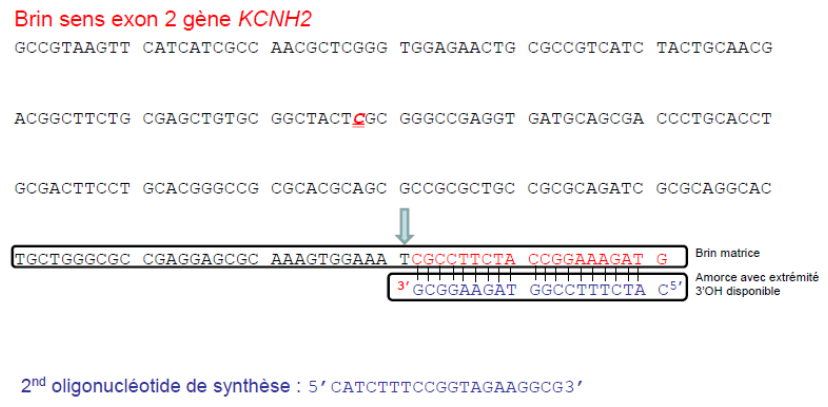 Brin sens exon 2 gène KCNH2
GCCGTAAGTT CATCATCGCC AACGCTCGGG TGGAGAACTG CGCCGTCATC TACTGCAACG
ACGGCTTCTG CGAGCTGTGC GGCTACTCGC GGGCCGAGGT GATGCAGCGA CCCTGCACCT
GCGACTTCCT GCACGGGCCG CGCACGCAGC GCCGCGCTGC CGCGCAGATC GCGCAGGCAC
TGCTGGGCGC CGAGGAGCGC AAAGTGGAAA TCGCCTTCTA CCGGAAAGAT G
Brin matrice
3' GCGGAAGAT GGCCTTTCTA C5'
Amorce avec extrémité
3'OH disponible
2nd oligonucléotide de synthèse : 5’CATCTTTCCGGTAGAAGGCG3’